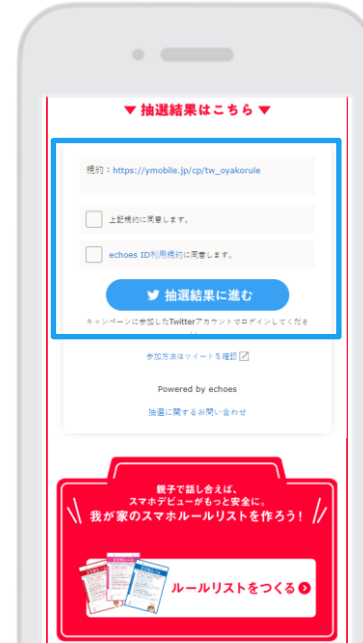 ▼ 抽選結果はこちら ▼
規約：https://ymobile.jp/cp/tw_oyakorule
上記規約に同意します。
echoes ID利用規約に同意します。
抽選結果に進む
キャンペーンに参加したTwitterアカウントでログインしてくださ
参加方法はツイートを確認
Powered by echoes
抽選に関するお問い合わせ
親子で話し合えば、
スマホデビューがもっと安全に。
我が家のスマホルールリストを作ろう！
ルールリストをつくる